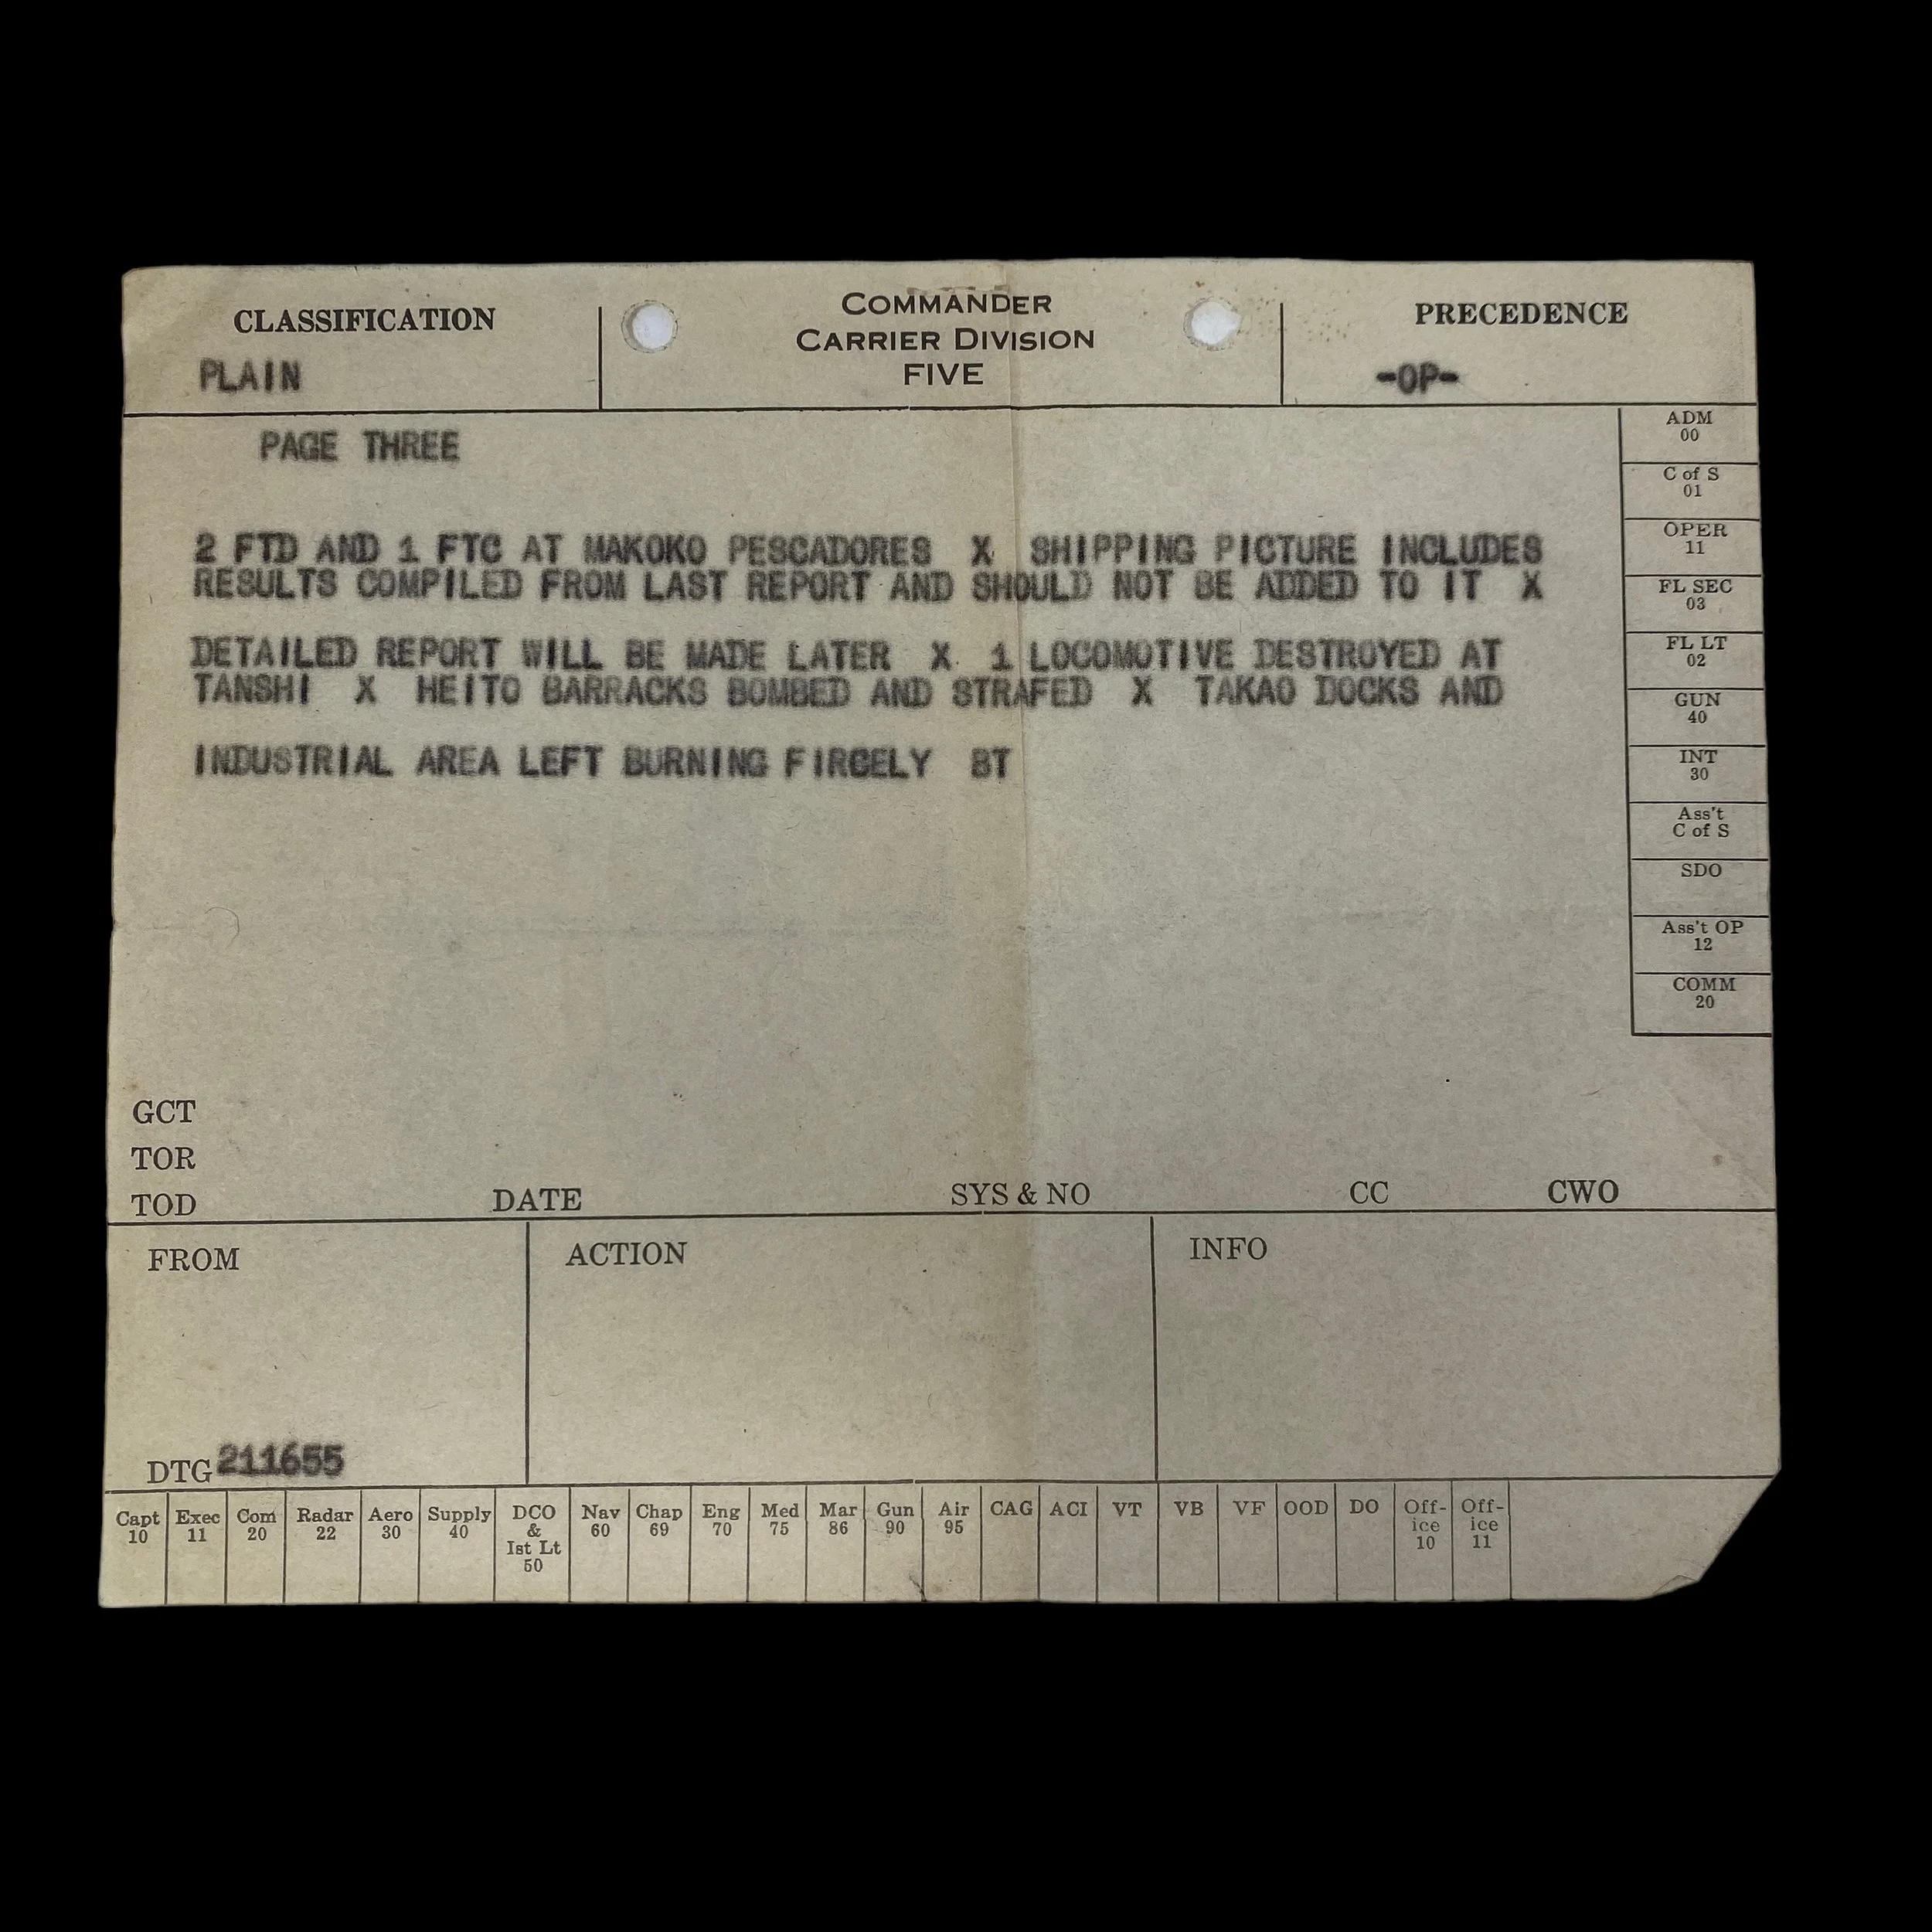 CLASSIFICATION
PLAIN
COMMANDER
CARRIER DIVISION
FIVE
PRECEDENCE
-OP-
PAGE THREE
2 FTD AND 1 FTC AT MAKOKO PESCADORES X SHIPPING PICTURE INCLUDES
RESULTS COMPILED FROM LAST REPORT AND SHOULD NOT BE ADDED TO IT X
DETAILED REPORT WILL BE MADE LATER X 1 LOCOMOTIVE DESTROYED AT
TANSHI X HEITO BARRACKS BOMBED AND STRAFED X TAKAO DOCKS AND
INDUSTRIAL AREA LEFT BURNING FIRCELY BT
ADM
00
C of S
01
OPER
11
FL SEC
03
FL LT
02
GUN
40
INT
30
Ass't
C of S
SDO
Ass't OP
12
COMM
20
GCT
TOR
TOD DATE SYS & NO CC CWO
FROM
ACTION
INFO
DTG 211655
Capt
10
Exec
11
Com
20
Radar
22
Aero
30
Supply
40
DCO
&
Ist Lt
50
Nav
60
Chap
69
Eng
70
Med
75
Mar
86
Gun
90
Air
95
CAG
ACI
VT
VB
VF
OOD
DO
Off-
ice
10
Off-
ice
11